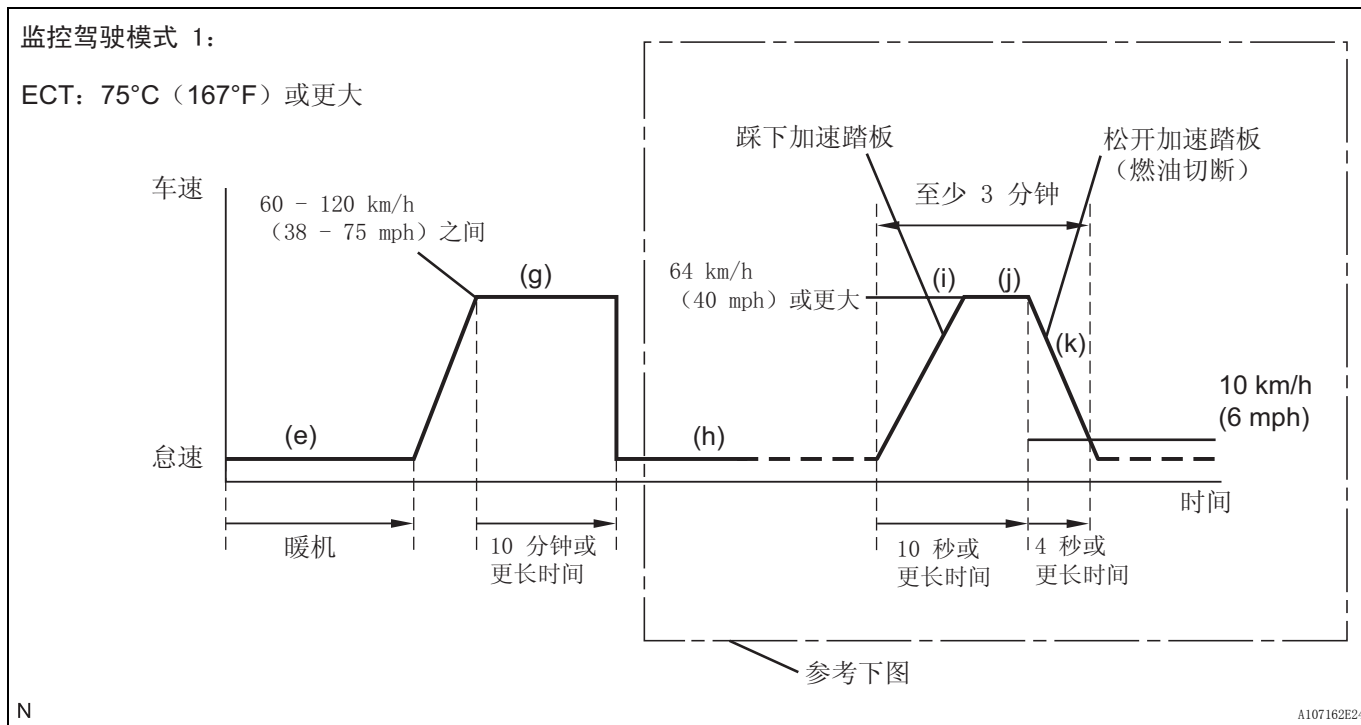 监控驾驶模式 1：
ECT：75°C（167°F）或更大
踩下加速踏板
松开加速踏板
（燃油切断）
车速
60 - 120 km/h
（38 - 75 mph）之间
至少 3 分钟
(g)
64 km/h
（40 mph）或更大
(i)
(j)
(k)
10 km/h
(6 mph)
(e)
(h)
怠速
时间
暖机
10 分钟或
更长时间
10 秒或
更长时间
4 秒或
更长时间
参考下图
N
A107162E24